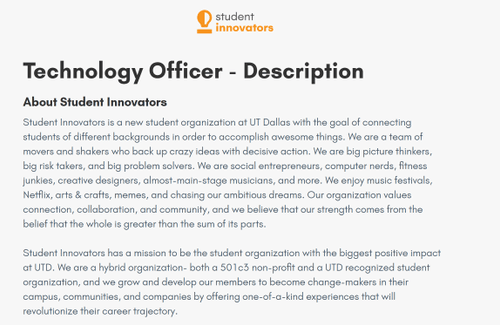 student
innovators
Technology Officer - Description
About Student Innovators
Student Innovators is a new student organization at UT Dallas with the goal of connecting
students of different backgrounds in order to accomplish awesome things. We are a team of
movers and shakers who back up crazy ideas with decisive action. We are big picture thinkers,
big risk takers, and big problem solvers. We are social entrepreneurs, computer nerds, fitness
junkies, creative designers, almost-main-stage musicians, and more. We enjoy music festivals,
Netflix, arts & crafts, memes, and chasing our ambitious dreams. Our organization values
connection, collaboration, and community, and we believe that our strength comes from the
belief that the whole is greater than the sum of its parts.
Student Innovators has a mission to be the student organization with the biggest positive impact
at UTD. We are a hybrid organization- both a 501c3 non-profit and a UTD recognized student
organization, and we grow and develop our members to become change-makers in their
campus, communities, and companies by offering one-of-a-kind experiences that will
revolutionize their career trajectory.